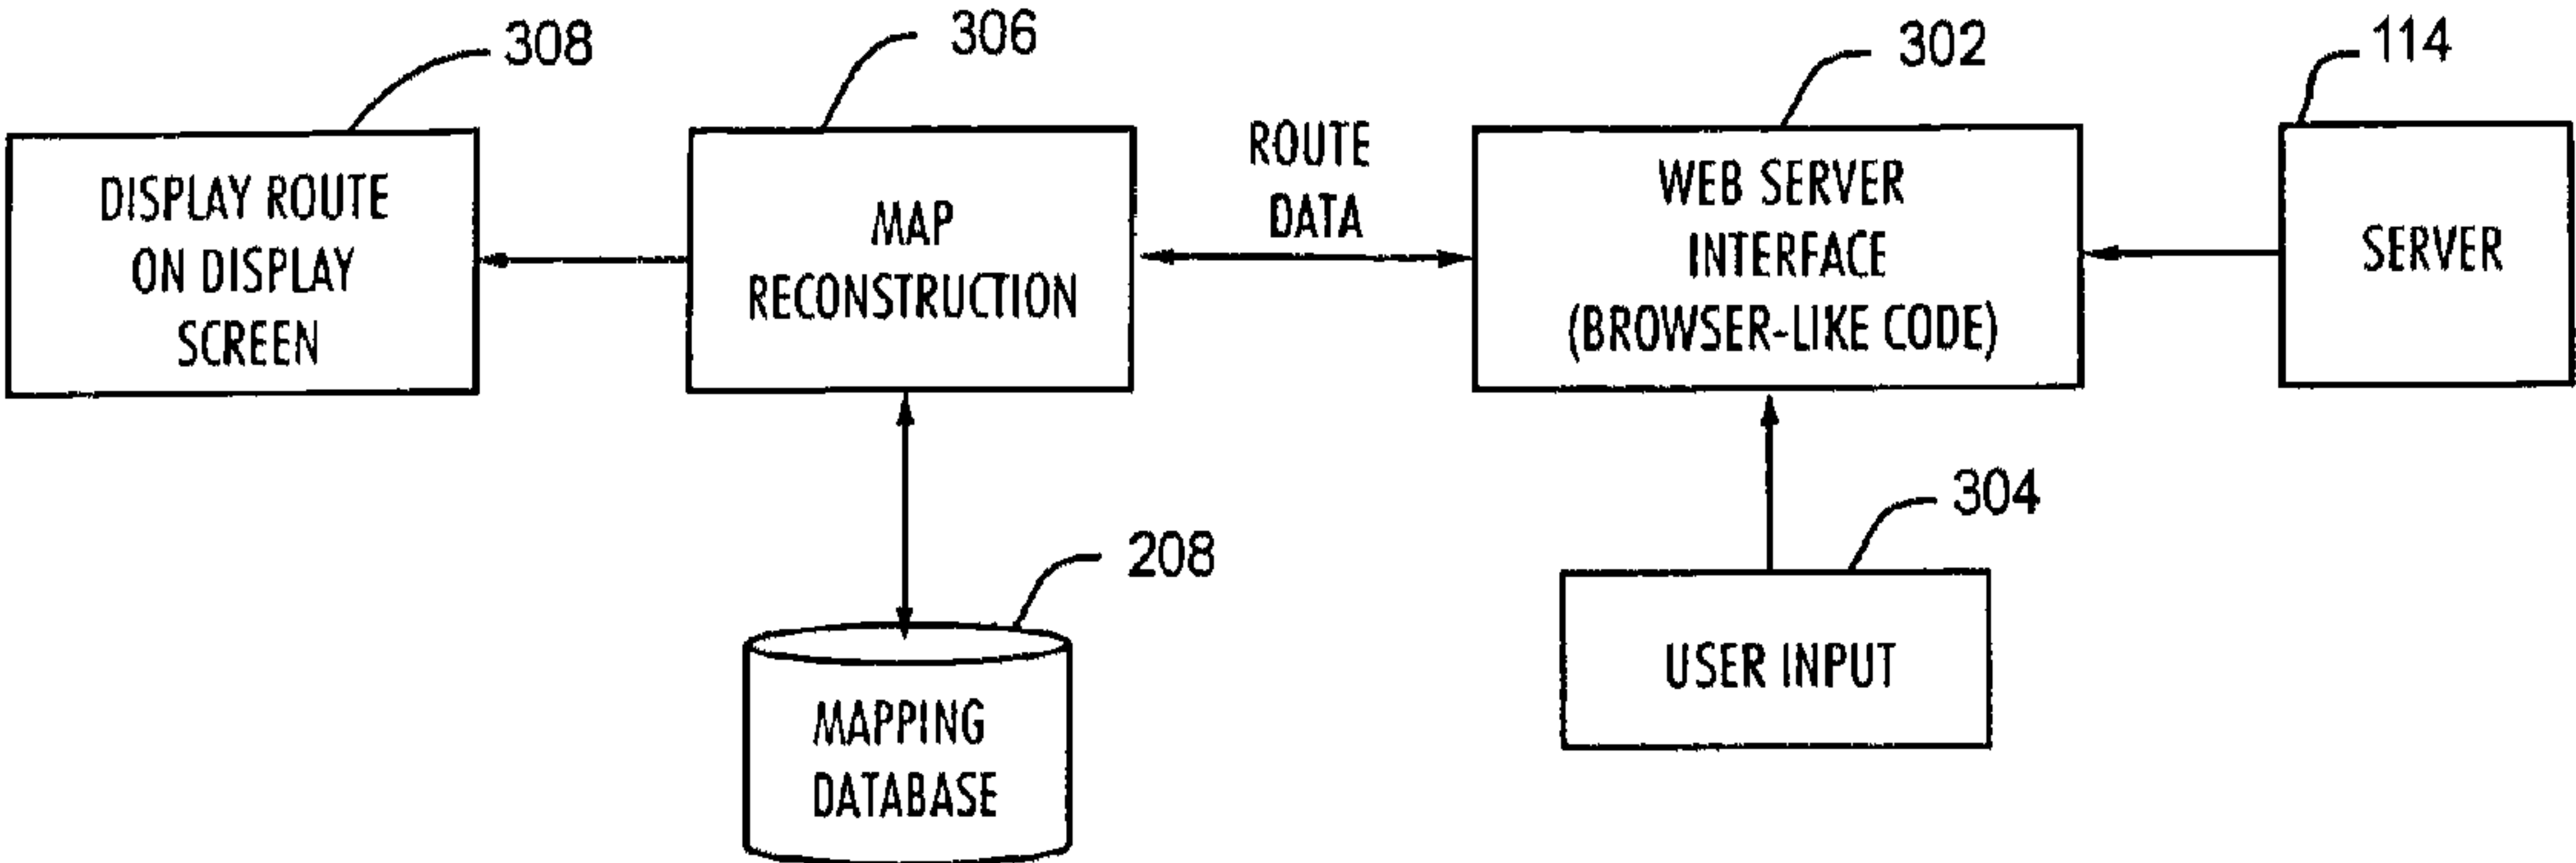 308
306
302
114
DISPLAY ROUTE
ON DISPLAY
SCREEN
MAP
RECONSTRUCTION
ROUTE
DATA
WEB SERVER
INTERFACE
(BROWSER-LIKE CODE)
SERVER
208
MAPPING
DATABASE
304
USER INPUT